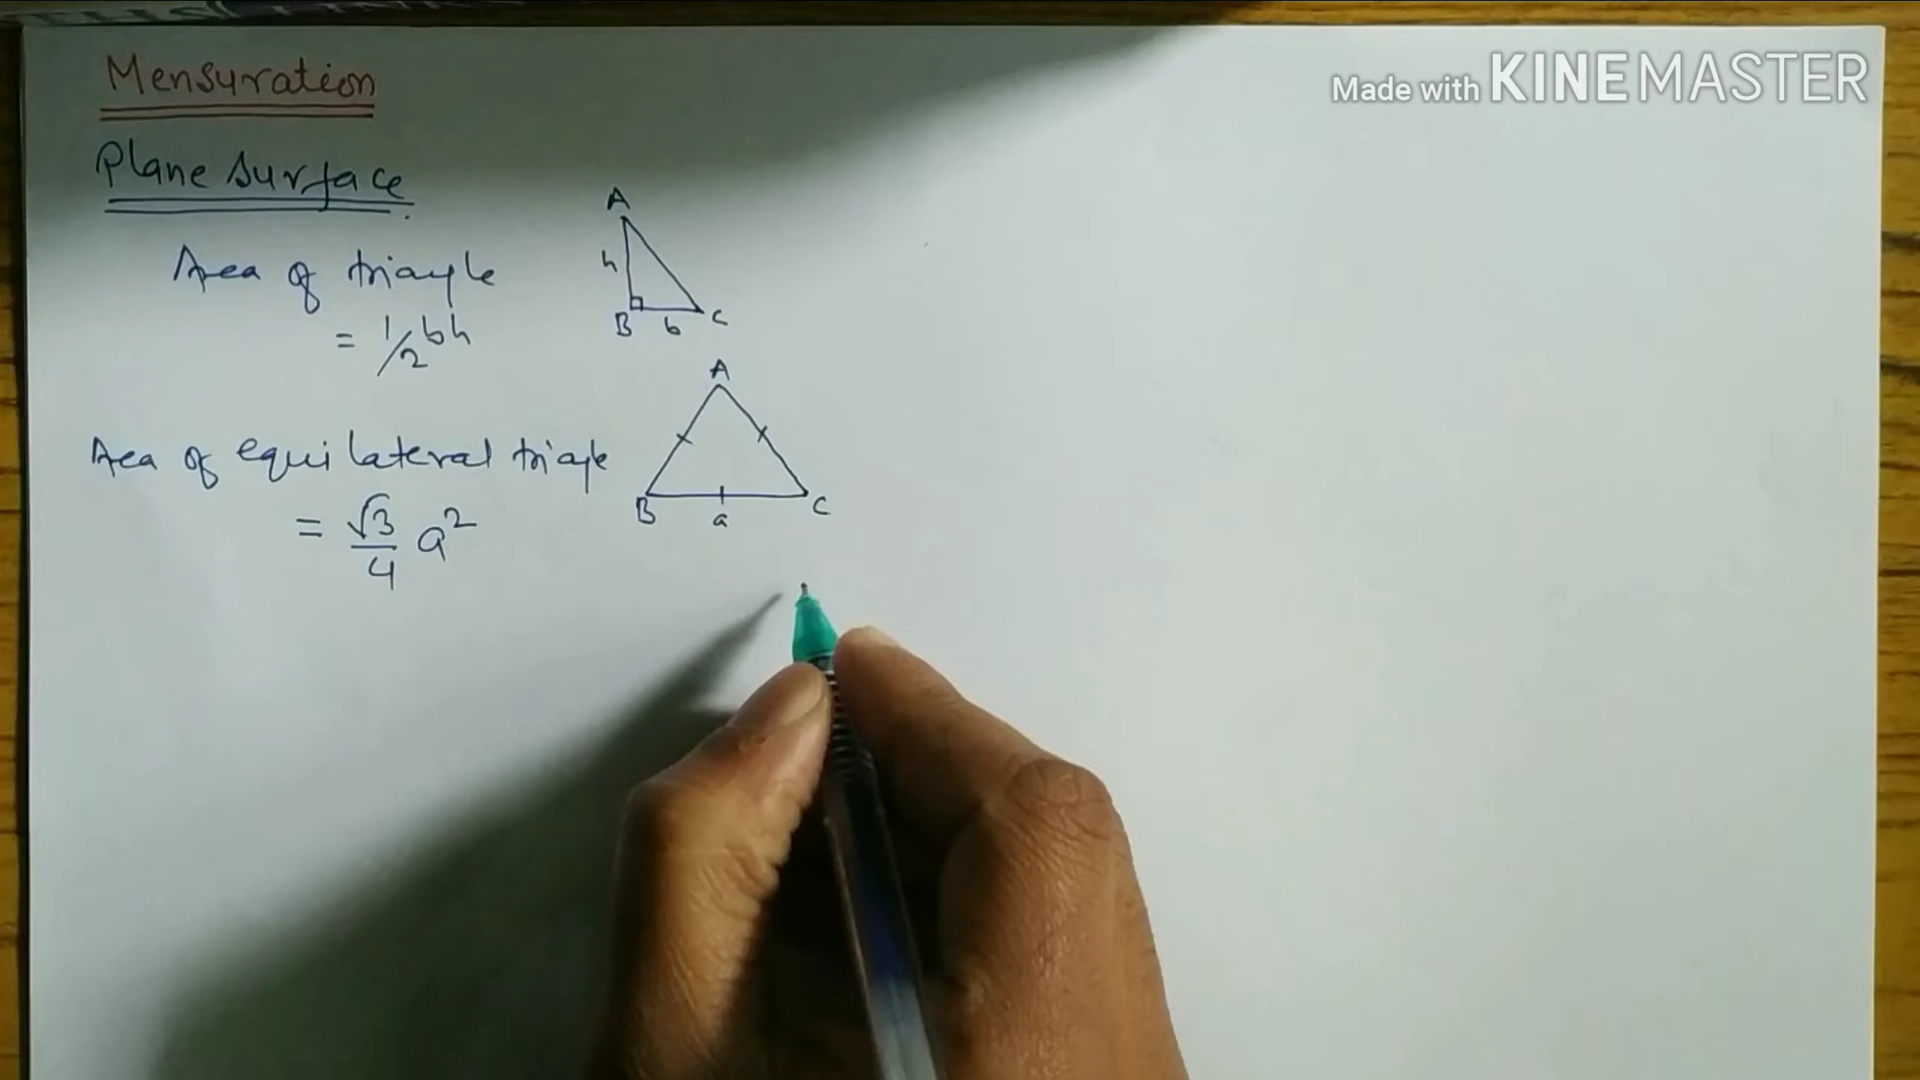 Made with KINEMASTER
Mensuration
Plane surface
Area of triangle
= 1/2 bh
A
h
B b C
Area of equilateral triangle
= √3/4 a²
A
B a C